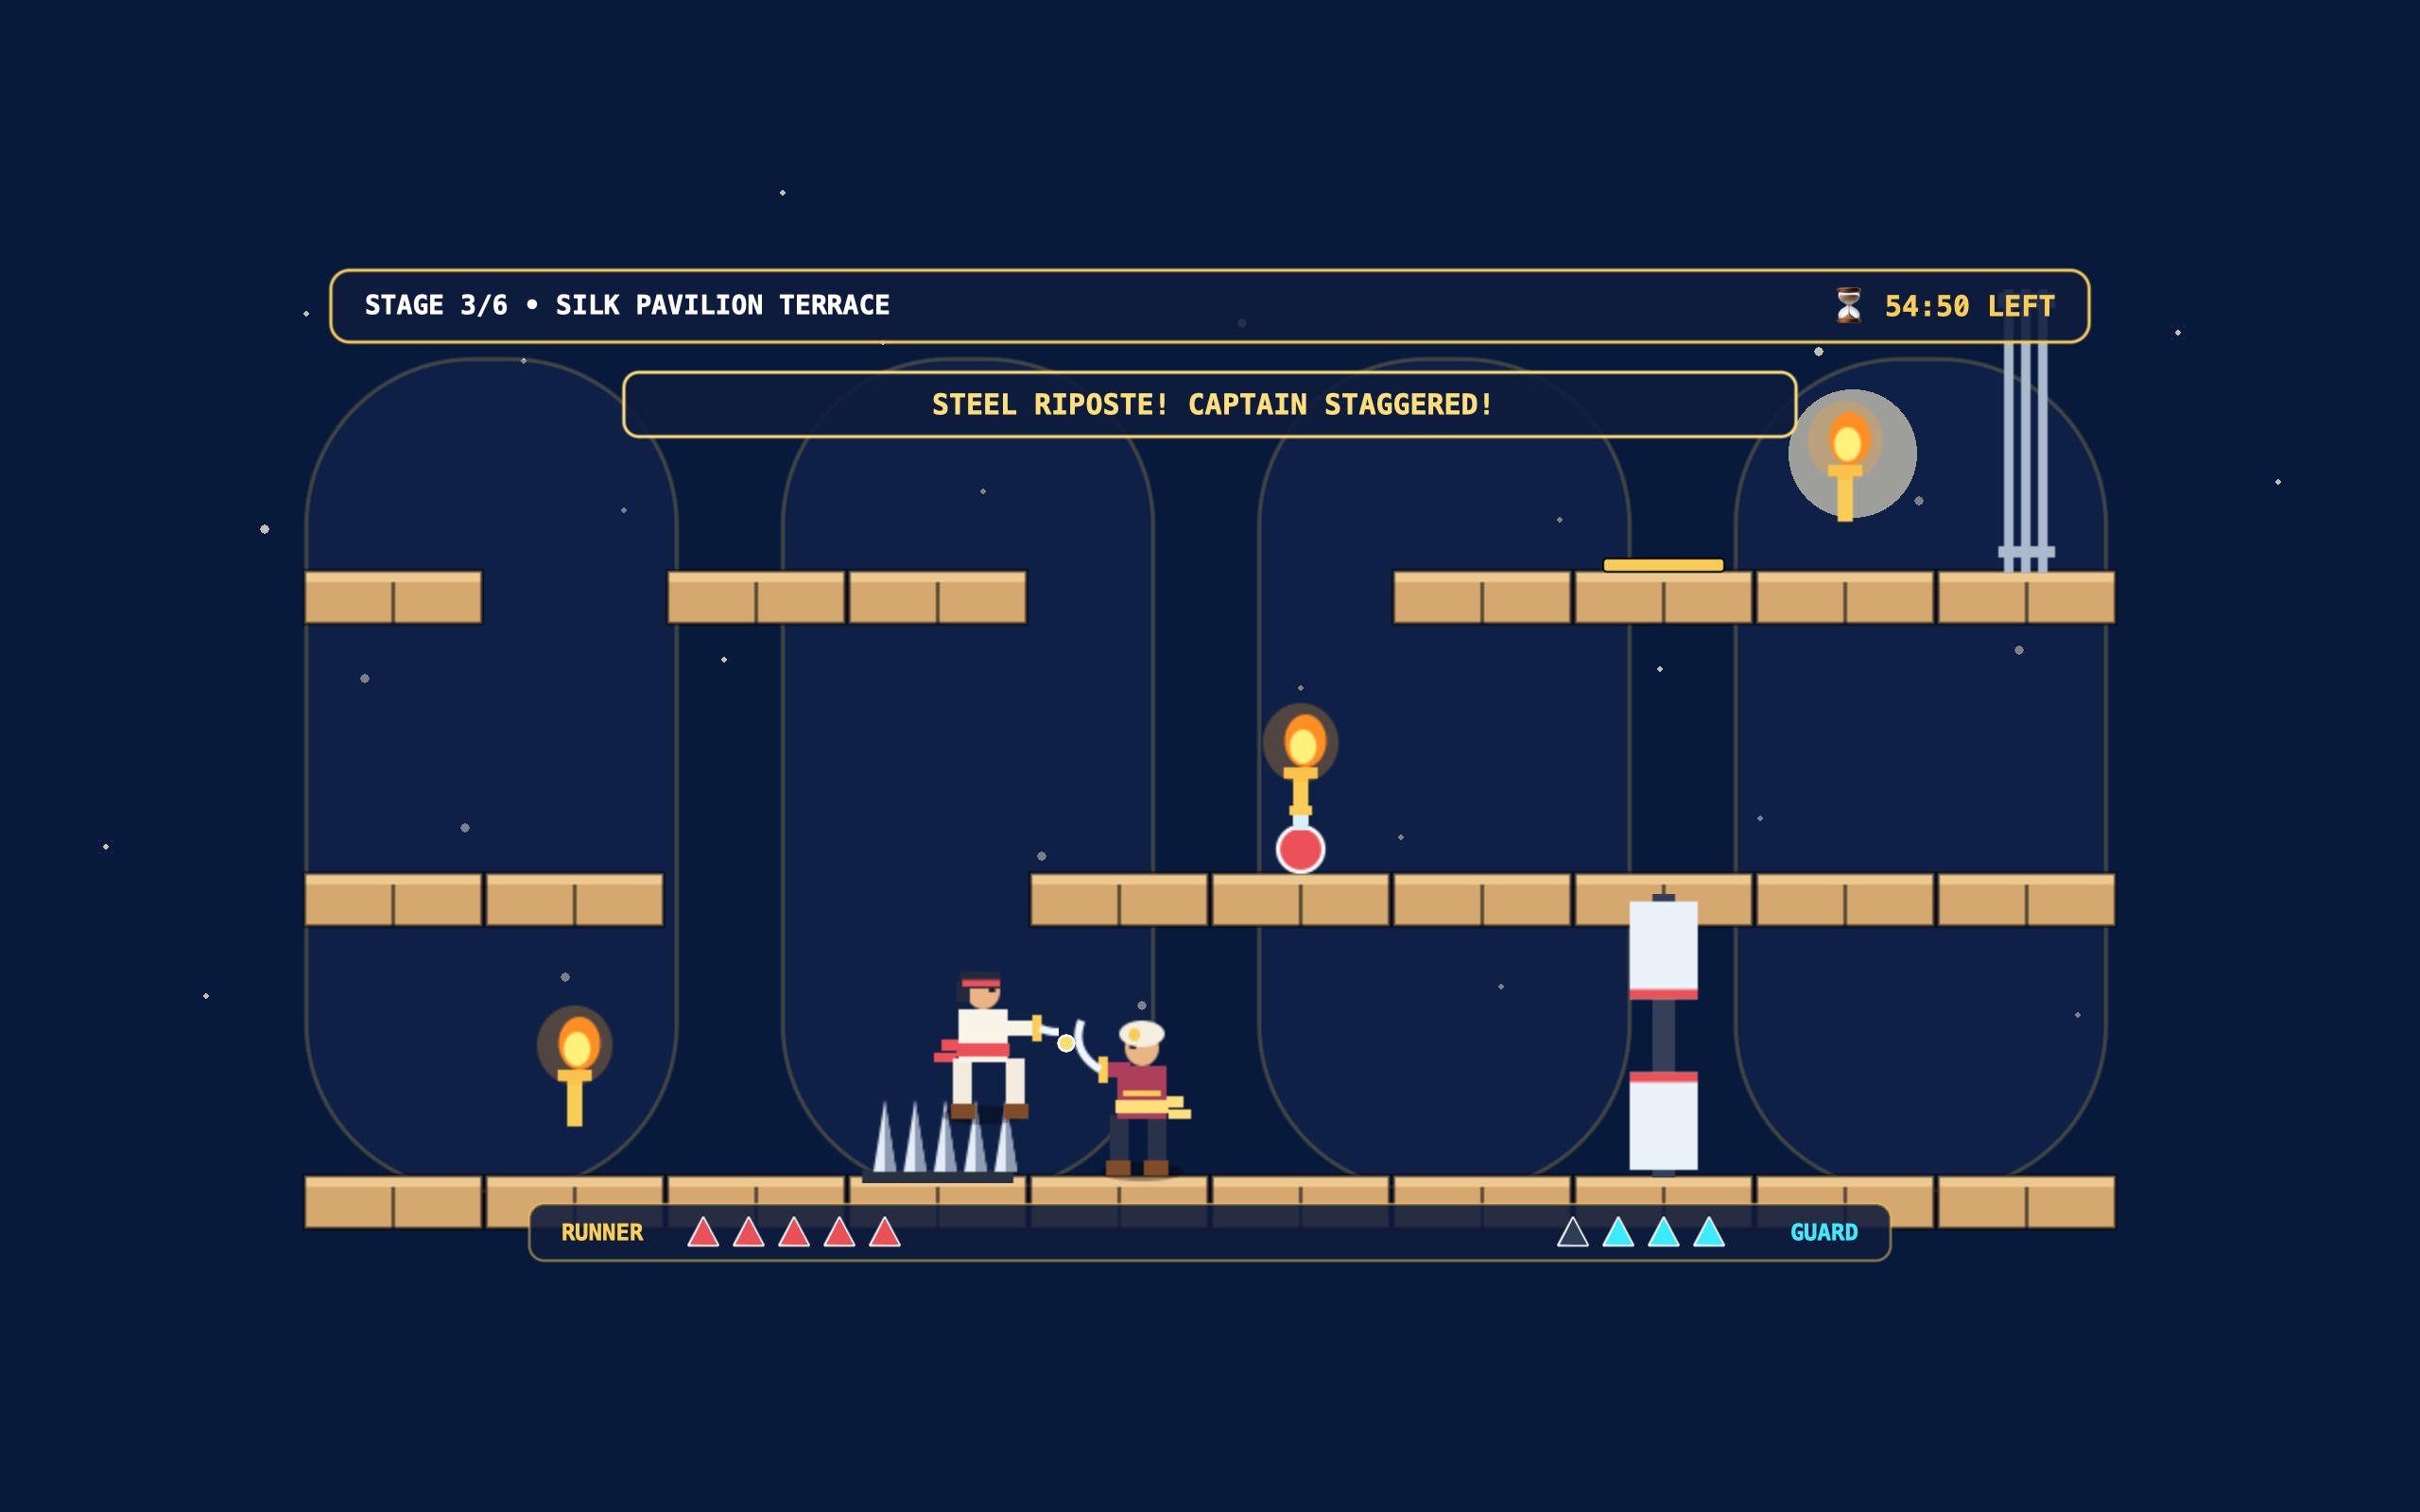 STAGE 3/6 • SILK PAVILION TERRACE
⏳ 54:50 LEFT
STEEL RIPOSTE! CAPTAIN STAGGERED!
RUNNER
GUARD